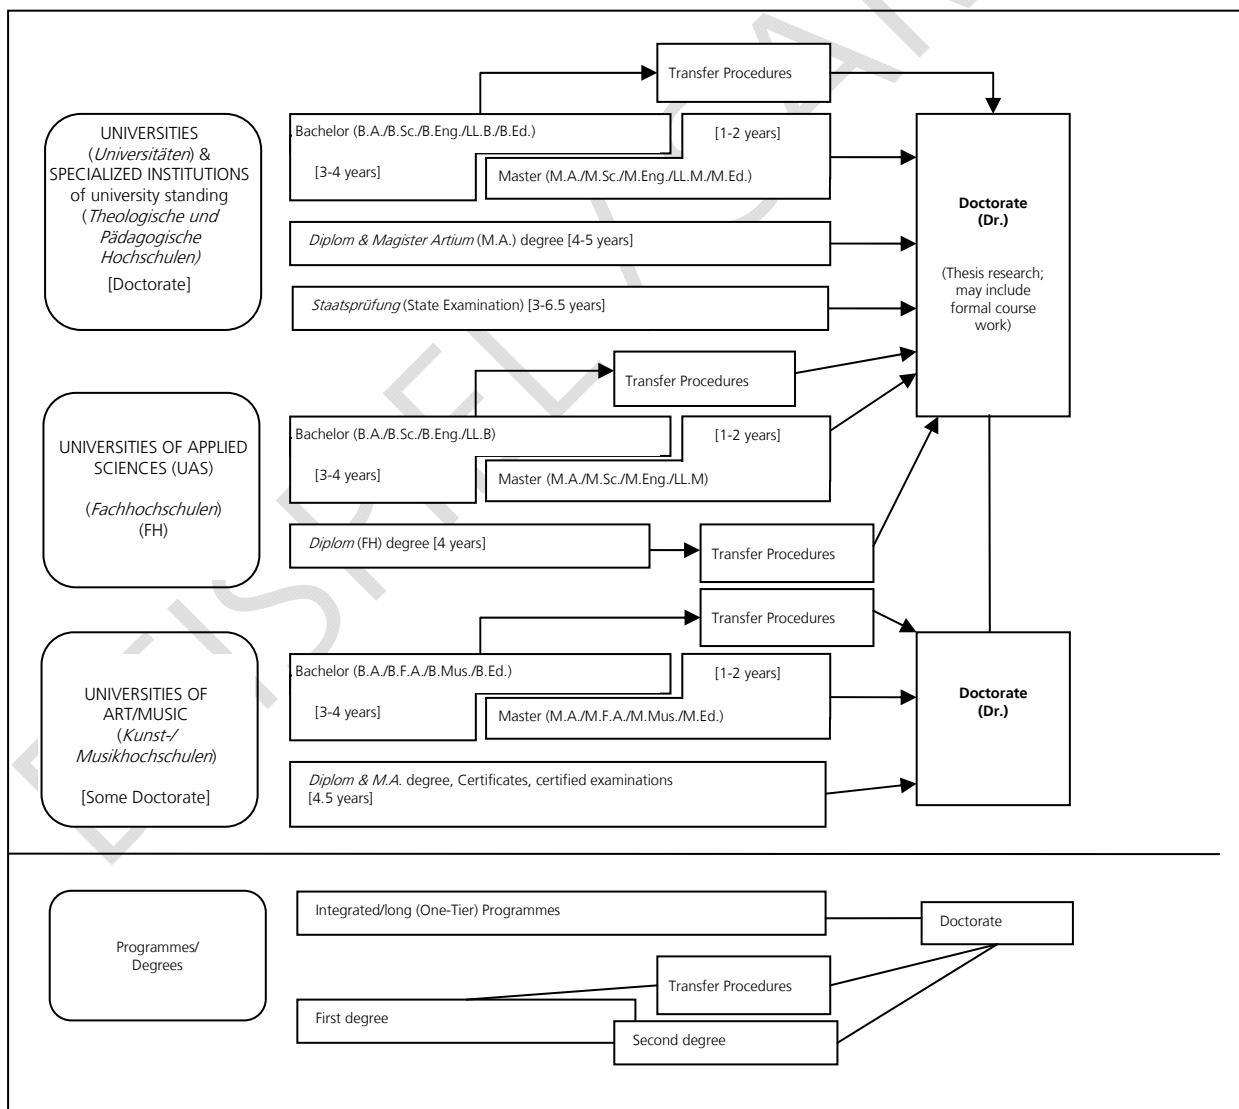 Transfer Procedures
UNIVERSITIES
(Universitäten) &
SPECIALIZED INSTITUTIONS
of university standing
(Theologische und
Pädagogische
Hochschulen)
[Doctorate]
Bachelor (B.A./B.Sc./B.Eng./LL.B./B.Ed.)
[3-4 years]
[1-2 years]
Master (M.A./M.Sc./M.Eng./LL.M./M.Ed.)
Diplom & Magister Artium (M.A.) degree [4-5 years]
Staatsprüfung (State Examination) [3-6.5 years]
Doctorate
(Dr.)
(Thesis research;
may include
formal course
work)
UNIVERSITIES OF APPLIED
SCIENCES (UAS)
(Fachhochschulen)
(FH)
Transfer Procedures
Bachelor (B.A./B.Sc./B.Eng./LL.B)
[3-4 years]
[1-2 years]
Master (M.A./M.Sc./M.Eng./LL.M)
Diplom (FH) degree [4 years]
Transfer Procedures
Transfer Procedures
UNIVERSITIES OF
ART/MUSIC
(Kunst-/
Musikhochschulen)
[Some Doctorate]
Bachelor (B.A./B.F.A./B.Mus./B.Ed.)
[3-4 years]
[1-2 years]
Master (M.A./M.F.A./M.Mus./M.Ed.)
Diplom & M.A. degree, Certificates, certified examinations
[4.5 years]
Doctorate
(Dr.)
Programmes/
Degrees
Integrated/long (One-Tier) Programmes
Doctorate
Transfer Procedures
First degree
Second degree